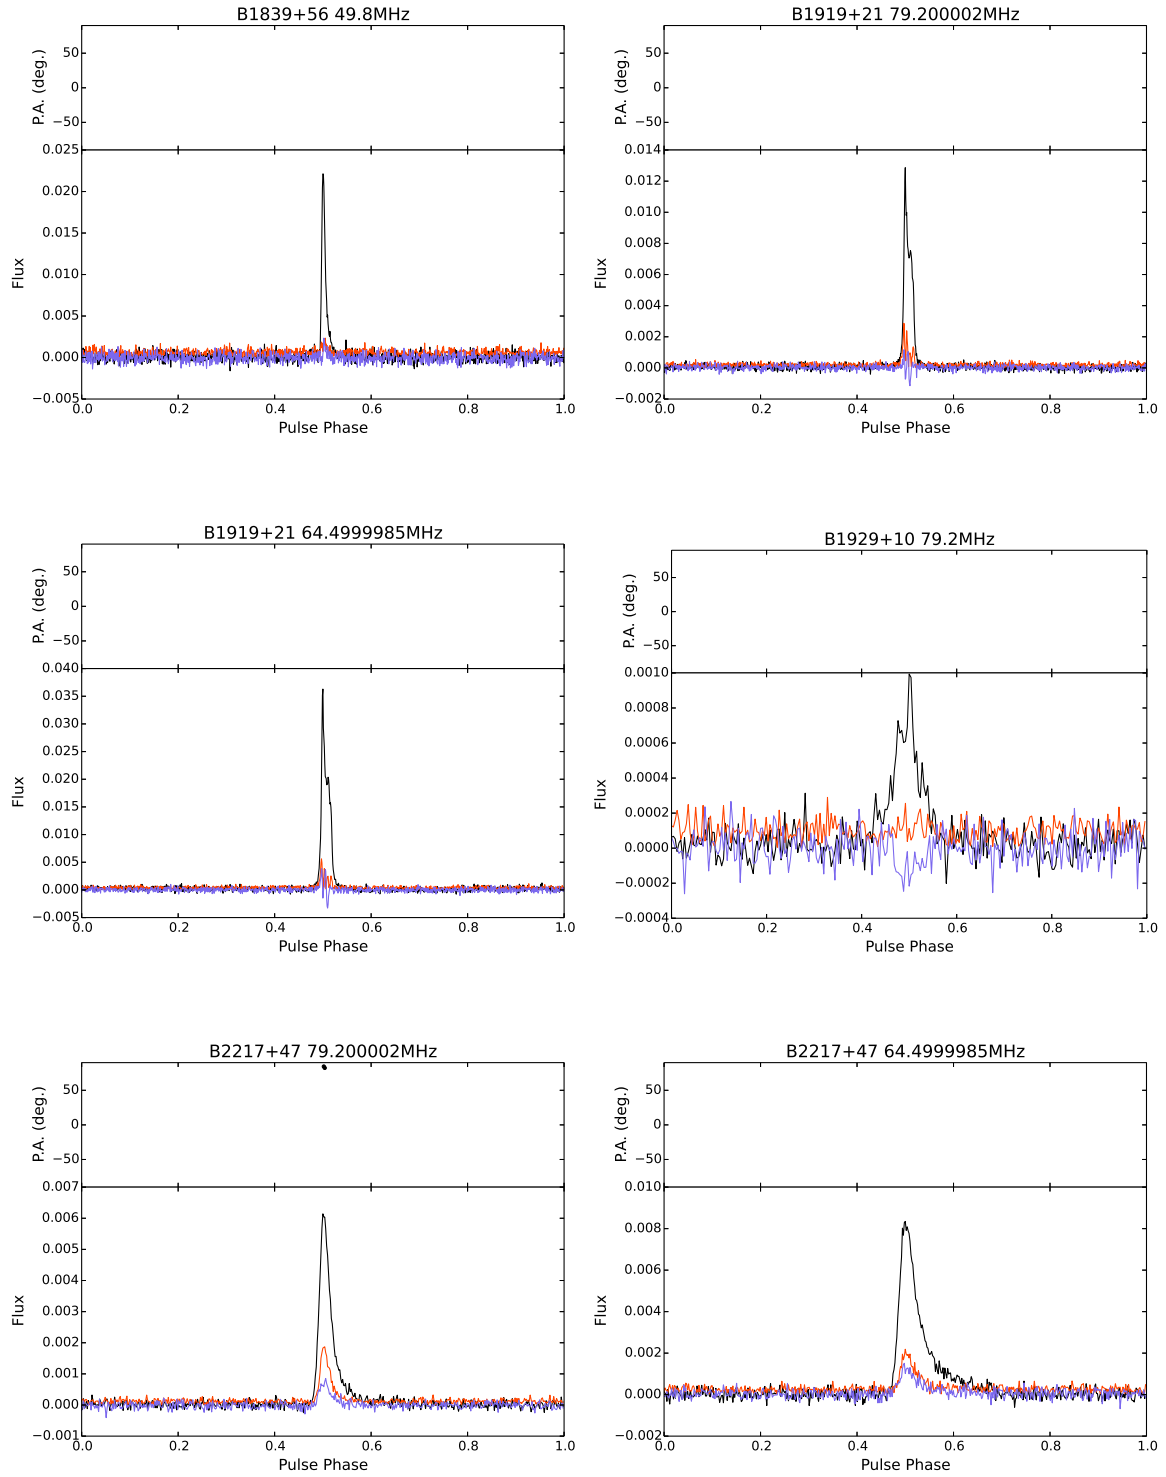 B1839+56 49.8MHz
P.A. (deg.)
50
0
−50
0.025
0.020
0.015
0.010
0.005
0.000
−0.005
Flux
0.0 0.2 0.4 0.6 0.8 1.0
Pulse Phase
B1919+21 79.200002MHz
P.A. (deg.)
50
0
−50
0.014
0.012
0.010
0.008
0.006
0.004
0.002
0.000
−0.002
Flux
0.0 0.2 0.4 0.6 0.8 1.0
Pulse Phase
B1919+21 64.4999985MHz
P.A. (deg.)
50
0
−50
0.040
0.035
0.030
0.025
0.020
0.015
0.010
0.005
0.000
−0.005
Flux
0.0 0.2 0.4 0.6 0.8 1.0
Pulse Phase
B1929+10 79.2MHz
P.A. (deg.)
50
0
−50
0.0010
0.0008
0.0006
0.0004
0.0002
0.0000
−0.0002
−0.0004
Flux
0.0 0.2 0.4 0.6 0.8 1.0
Pulse Phase
B2217+47 79.200002MHz
P.A. (deg.)
50
0
−50
0.007
0.006
0.005
0.004
0.003
0.002
0.001
0.000
−0.001
Flux
0.0 0.2 0.4 0.6 0.8 1.0
Pulse Phase
B2217+47 64.4999985MHz
P.A. (deg.)
50
0
−50
0.010
0.008
0.006
0.004
0.002
0.000
−0.002
Flux
0.0 0.2 0.4 0.6 0.8 1.0
Pulse Phase